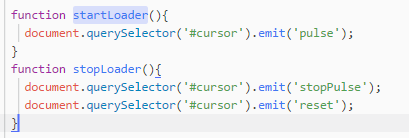 function startLoader(){
  document.querySelector('#cursor').emit('pulse');
}
function stopLoader(){
  document.querySelector('#cursor').emit('stopPulse');
  document.querySelector('#cursor').emit('reset');
}